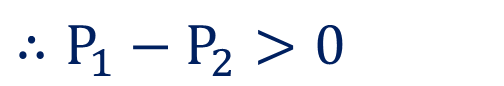 ∴ P₁ − P₂ > 0